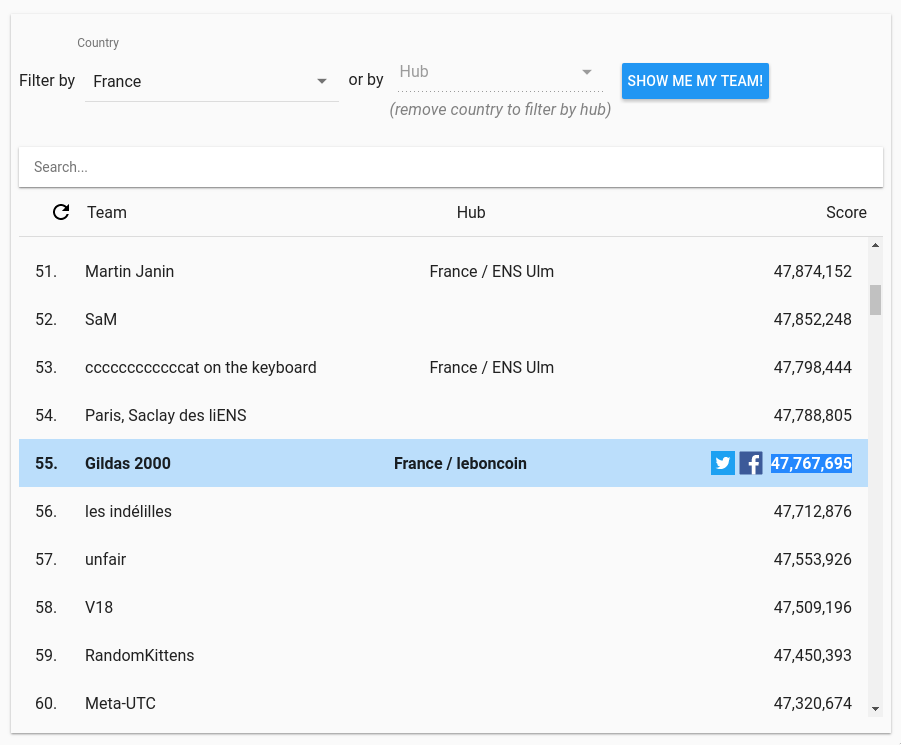 Country
Filter by France or by Hub SHOW ME MY TEAM!
(remove country to filter by hub)
Search...
Team Hub Score
51. Martin Janin France / ENS Ulm 47,874,152
52. SaM 47,852,248
53. ccccccccccccat on the keyboard France / ENS Ulm 47,798,444
54. Paris, Saclay des liENS 47,788,805
55. Gildas 2000 France / leboncoin 47,767,695
56. les indélilles 47,712,876
57. unfair 47,553,926
58. V18 47,509,196
59. RandomKittens 47,450,393
60. Meta-UTC 47,320,674